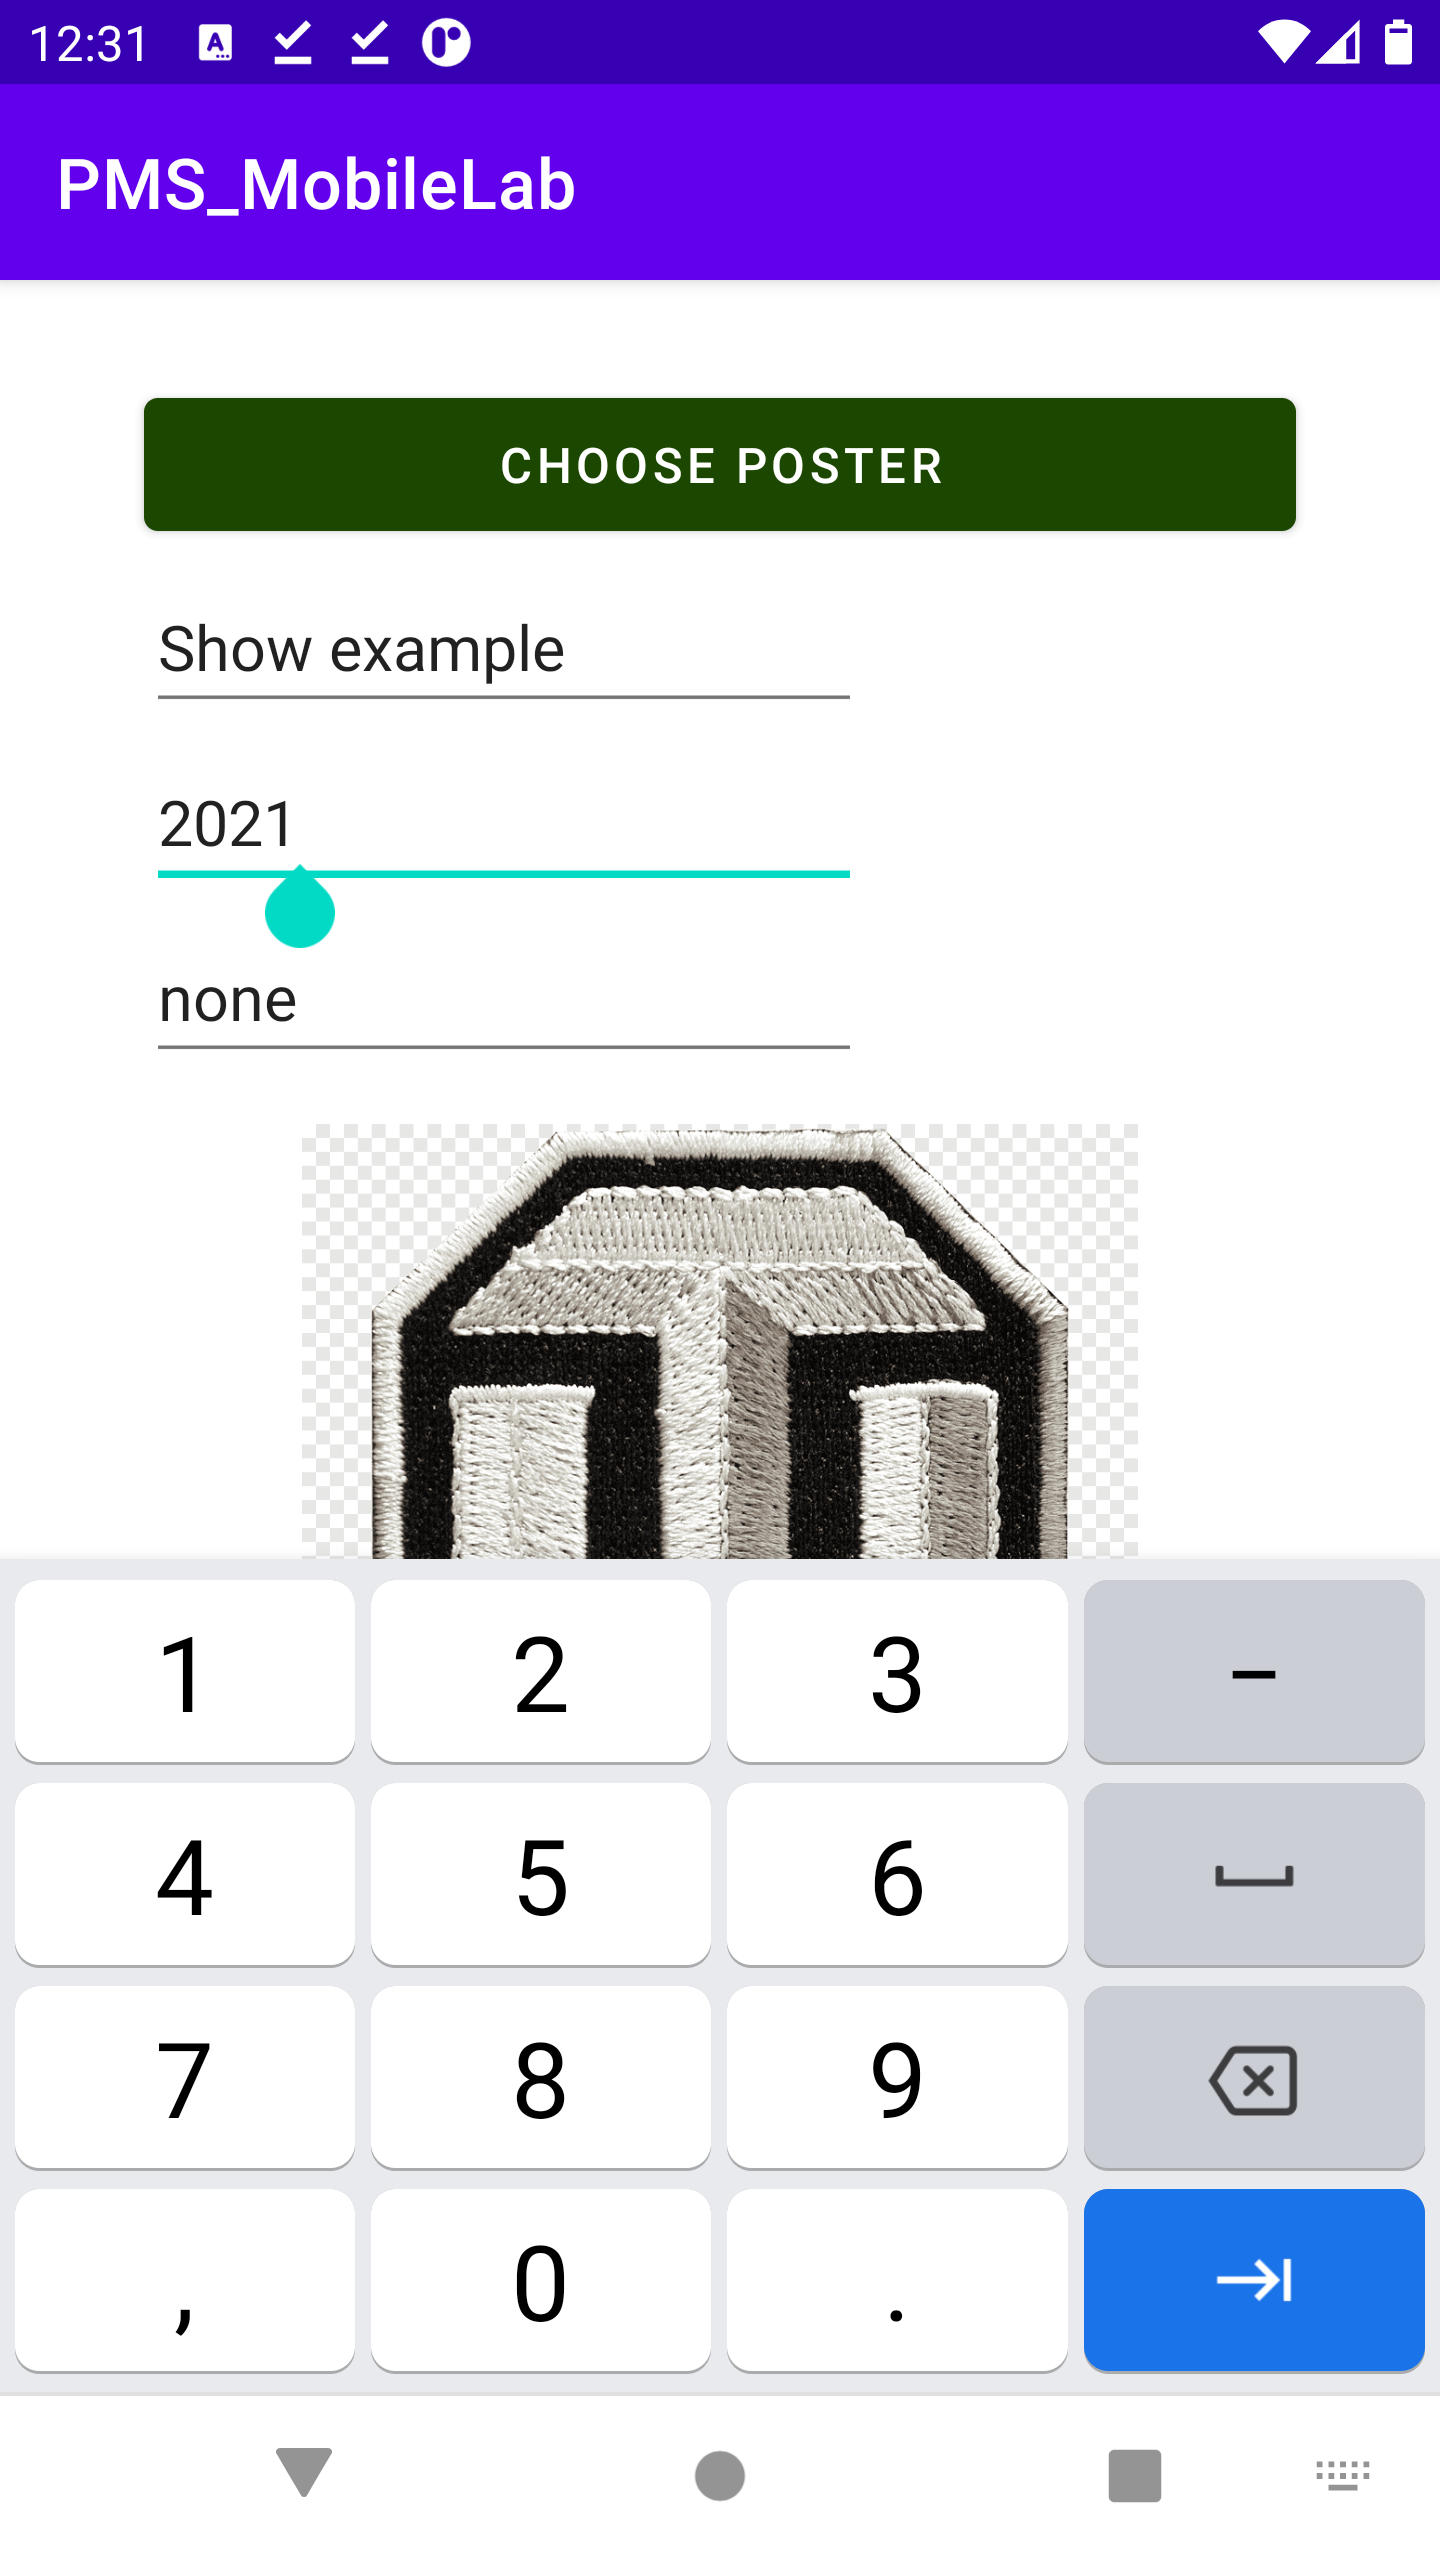 12:31
PMS_MobileLab
CHOOSE POSTER
Show example
2021
none
1 2 3 –
4 5 6
7 8 9
, 0 .